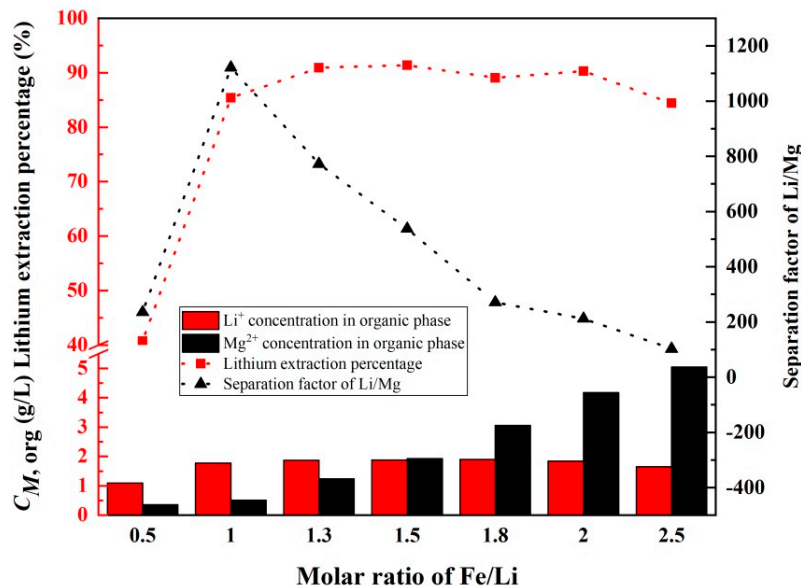 C_M, org (g/L) Lithium extraction percentage (%)
100
90
80
70
60
50
40
5
4
3
2
1
0
Li⁺ concentration in organic phase
Mg²⁺ concentration in organic phase
Lithium extraction percentage
Separation factor of Li/Mg
1200
1000
800
600
400
200
0
-200
-400
Separation factor of Li/Mg
0.5 1 1.3 1.5 1.8 2 2.5
Molar ratio of Fe/Li